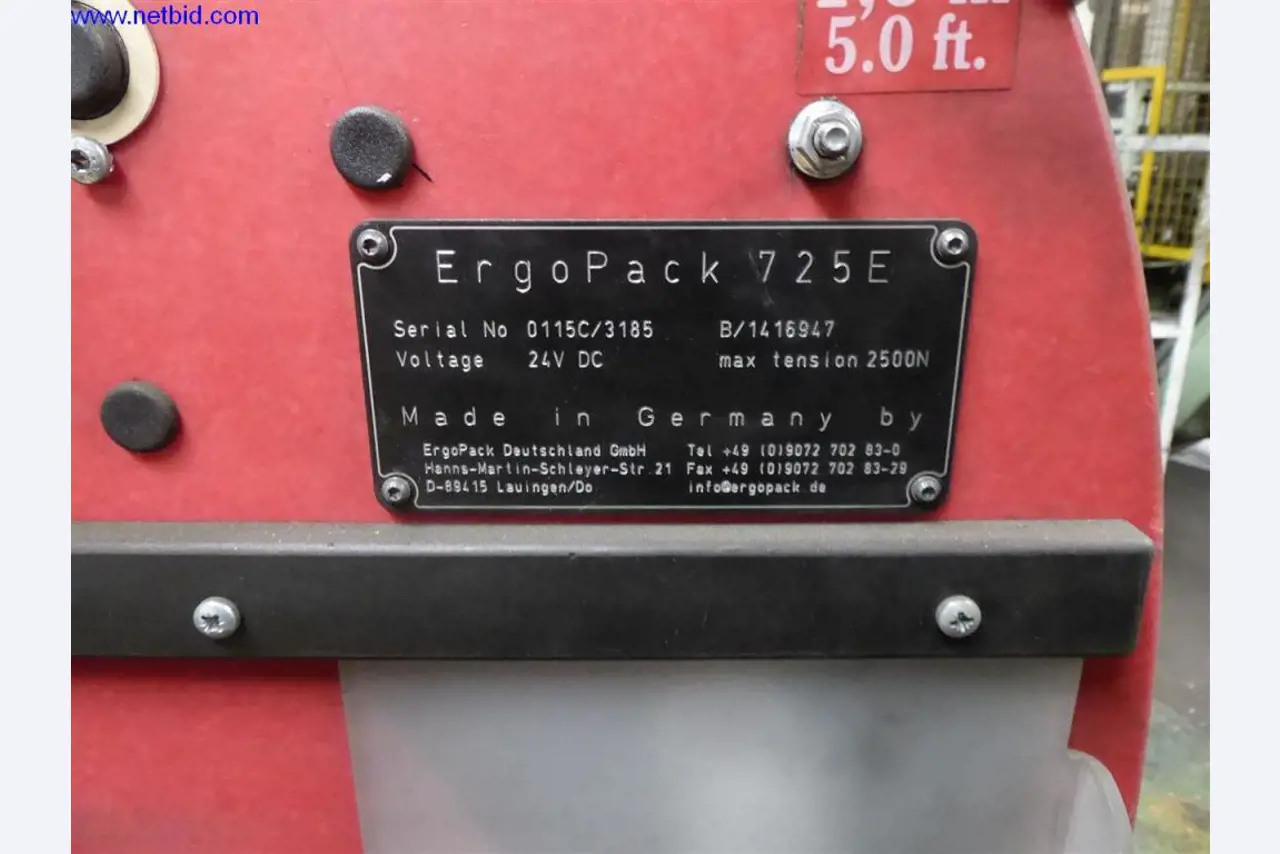 www.netbid.com
5.0 ft.
ErgoPack 725E
Serial No 0115C/3185 B/1416947
Voltage 24V DC max tension 2500N
Made in Germany by
ErgoPack Deutschland GmbH Tel +49 (0)9072 702 83-0
Hanns-Martin-Schleyer-Str.21 Fax +49 (0)9072 702 83-29
D-89415 Lauingen/Do info@ergopack.de